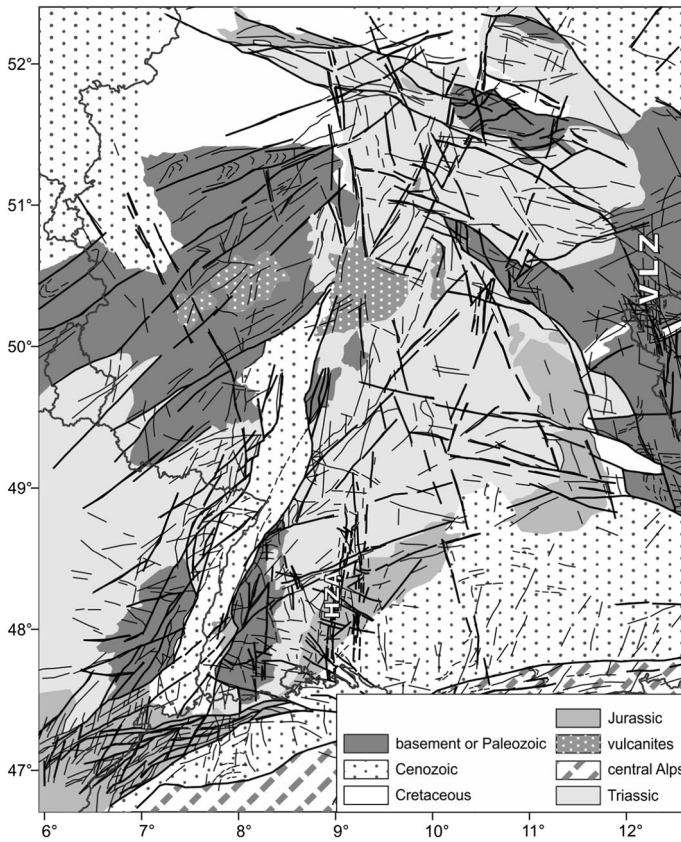 52°
51°
50°
49°
48°
47°
VLZ
HZA
Jurassic
basement or Paleozoic
vulcanites
Cenozoic
central Alps
Cretaceous
Triassic
6°
7°
8°
9°
10°
11°
12°